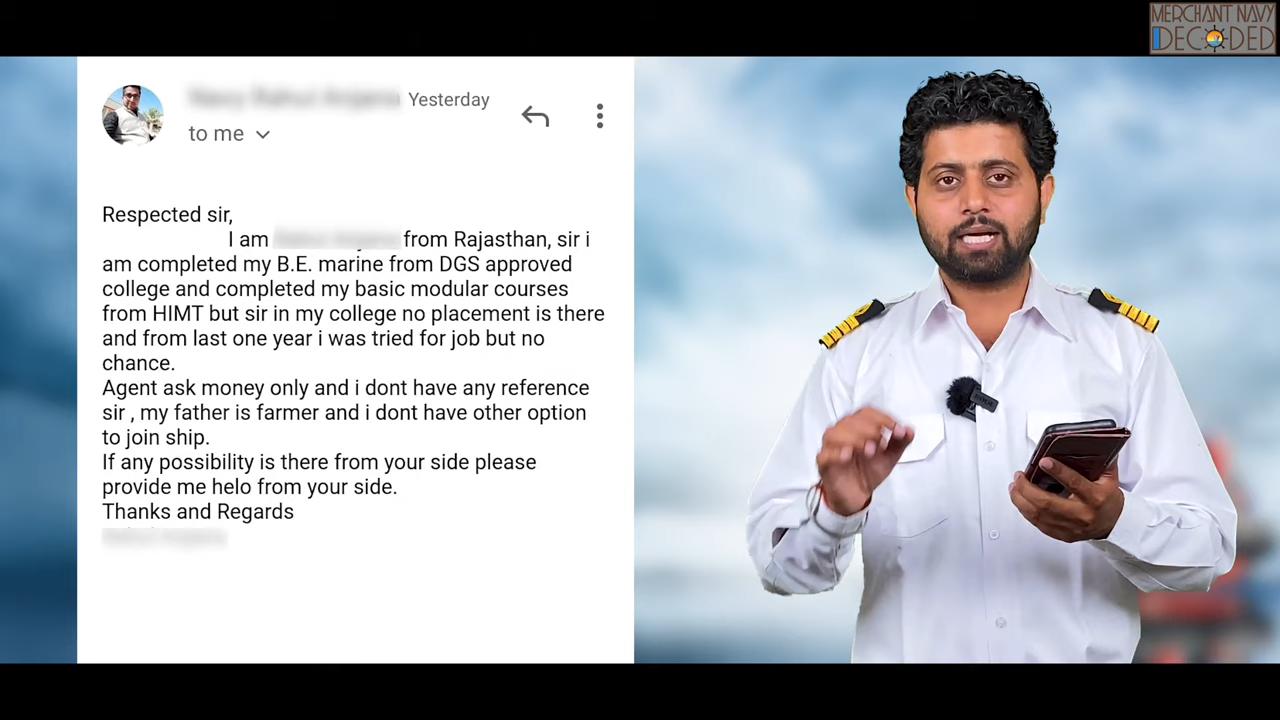 MERCHANT NAVY
DECODED
Yesterday
to me
Respected sir,
I am from Rajasthan, sir i
am completed my B.E. marine from DGS approved
college and completed my basic modular courses
from HIMT but sir in my college no placement is there
and from last one year i was tried for job but no
chance.
Agent ask money only and i dont have any reference
sir , my father is farmer and i dont have other option
to join ship.
If any possibility is there from your side please
provide me helo from your side.
Thanks and Regards